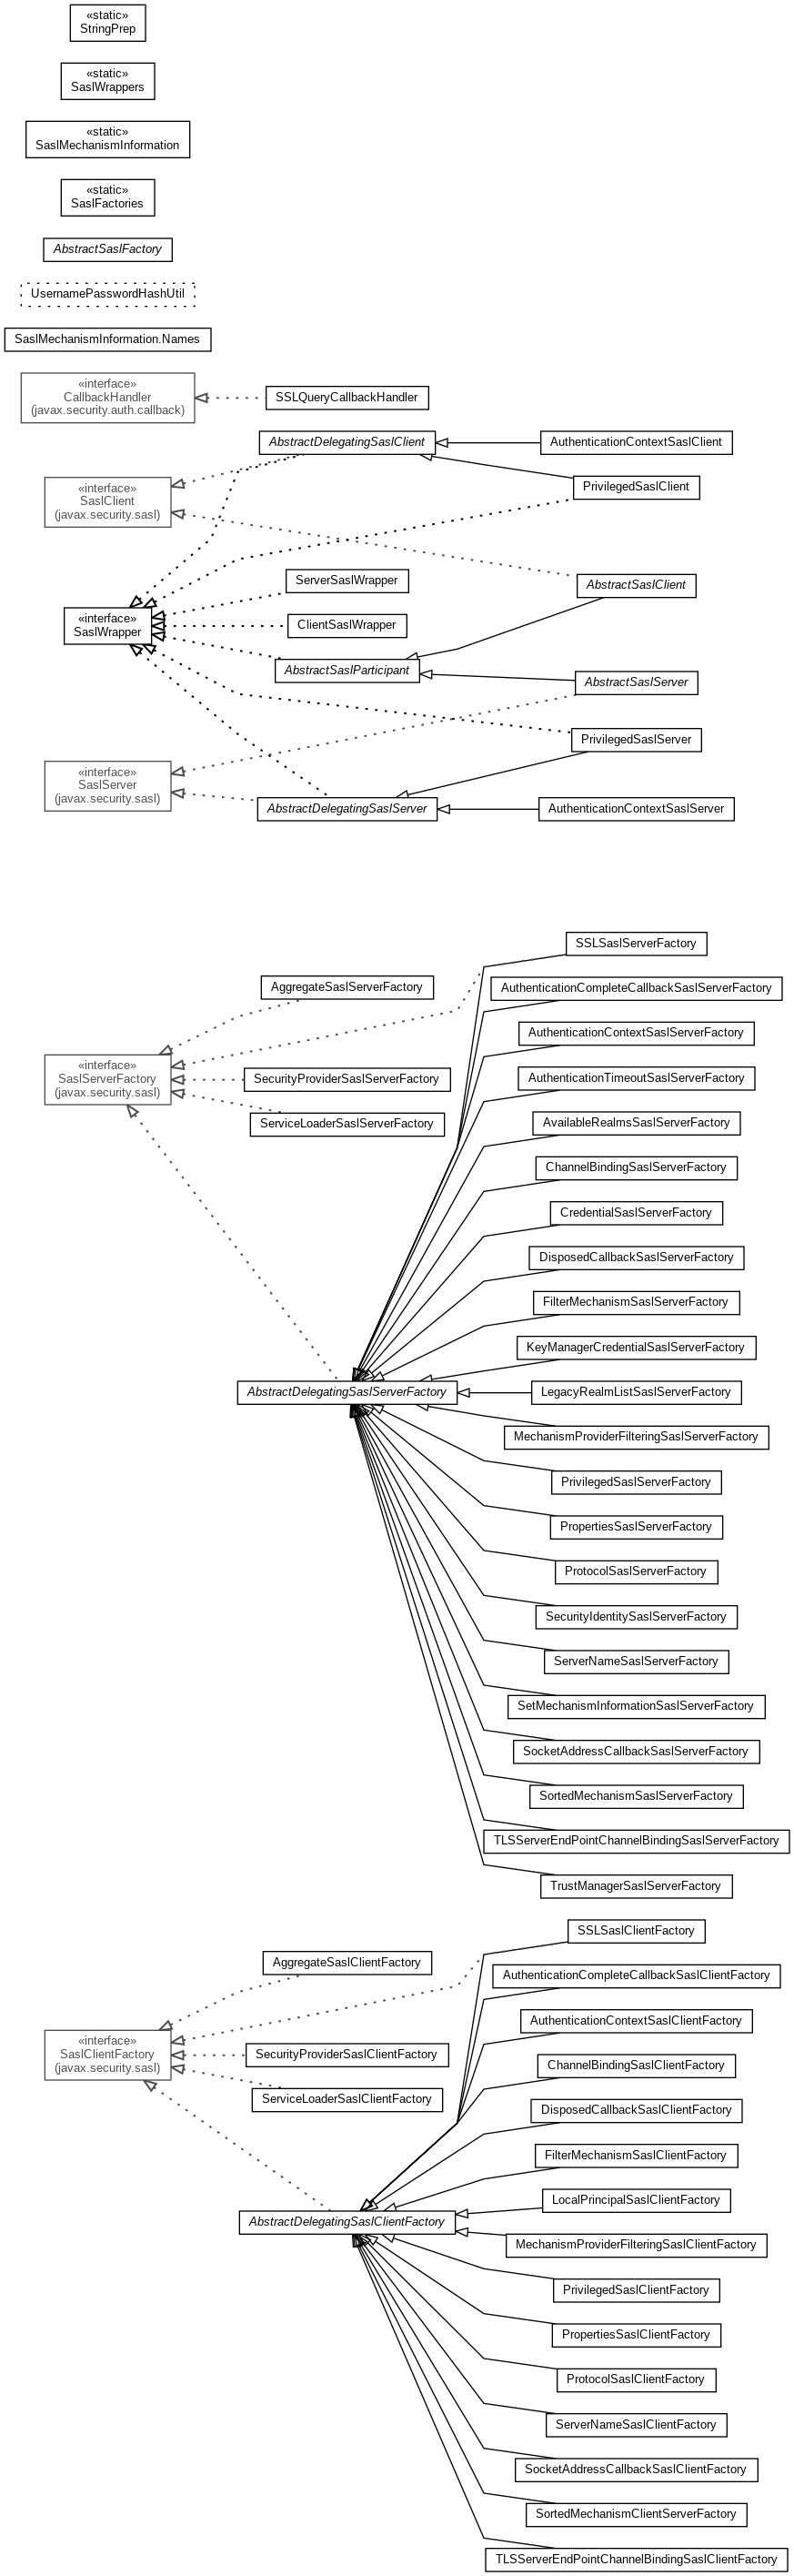 «static»
StringPrep
«static»
SaslWrappers
«static»
SaslMechanismInformation
«static»
SaslFactories
AbstractSaslFactory
UsernamePasswordHashUtil
SaslMechanismInformation.Names
«interface»
CallbackHandler
(javax.security.auth.callback)
SSLQueryCallbackHandler
AbstractDelegatingSaslClient
AuthenticationContextSaslClient
«interface»
SaslClient
(javax.security.sasl)
PrivilegedSaslClient
ServerSaslWrapper
AbstractSaslClient
«interface»
SaslWrapper
ClientSaslWrapper
AbstractSaslParticipant
AbstractSaslServer
PrivilegedSaslServer
«interface»
SaslServer
(javax.security.sasl)
AbstractDelegatingSaslServer
AuthenticationContextSaslServer
SSLSaslServerFactory
AggregateSaslServerFactory
AuthenticationCompleteCallbackSaslServerFactory
AuthenticationContextSaslServerFactory
«interface»
SaslServerFactory
(javax.security.sasl)
SecurityProviderSaslServerFactory
AuthenticationTimeoutSaslServerFactory
ServiceLoaderSaslServerFactory
AvailableRealmsSaslServerFactory
ChannelBindingSaslServerFactory
CredentialSaslServerFactory
DisposedCallbackSaslServerFactory
FilterMechanismSaslServerFactory
KeyManagerCredentialSaslServerFactory
AbstractDelegatingSaslServerFactory
LegacyRealmListSaslServerFactory
MechanismProviderFilteringSaslServerFactory
PrivilegedSaslServerFactory
PropertiesSaslServerFactory
ProtocolSaslServerFactory
SecurityIdentitySaslServerFactory
ServerNameSaslServerFactory
SetMechanismInformationSaslServerFactory
SocketAddressCallbackSaslServerFactory
SortedMechanismSaslServerFactory
TLSServerEndPointChannelBindingSaslServerFactory
TrustManagerSaslServerFactory
SSLSaslClientFactory
AggregateSaslClientFactory
AuthenticationCompleteCallbackSaslClientFactory
AuthenticationContextSaslClientFactory
«interface»
SaslClientFactory
(javax.security.sasl)
SecurityProviderSaslClientFactory
ChannelBindingSaslClientFactory
ServiceLoaderSaslClientFactory
DisposedCallbackSaslClientFactory
FilterMechanismSaslClientFactory
LocalPrincipalSaslClientFactory
AbstractDelegatingSaslClientFactory
MechanismProviderFilteringSaslClientFactory
PrivilegedSaslClientFactory
PropertiesSaslClientFactory
ProtocolSaslClientFactory
ServerNameSaslClientFactory
SocketAddressCallbackSaslClientFactory
SortedMechanismClientServerFactory
TLSServerEndPointChannelBindingSaslClientFactory